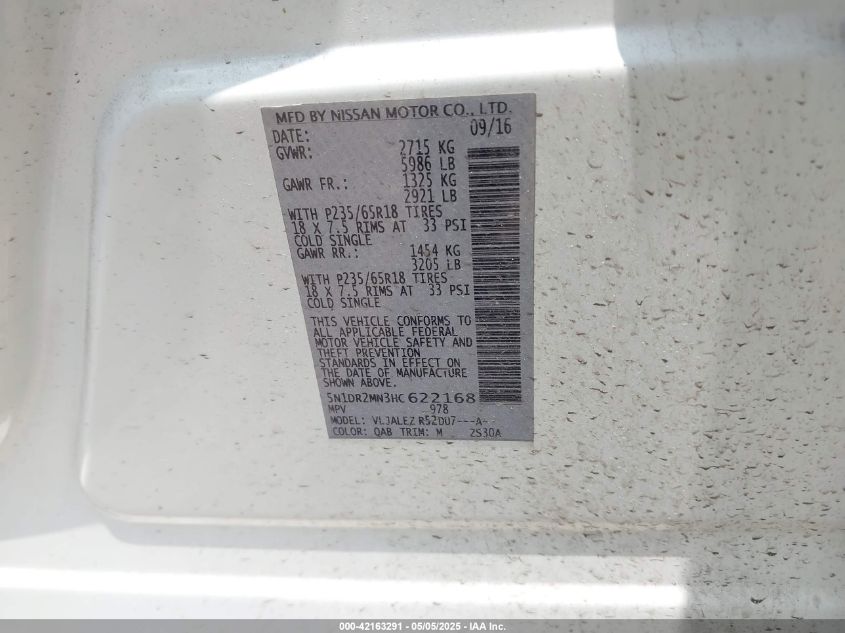 MFD BY NISSAN MOTOR CO., LTD.
DATE: 09/16
GVWR: 2715 KG
5986 LB
GAWR FR.: 1325 KG
2921 LB
WITH P235/65R18 TIRES
18 X 7.5 RIMS AT 33 PSI
COLD SINGLE
GAWR RR.: 1454 KG
3205 LB
WITH P235/65R18 TIRES
18 X 7.5 RIMS AT 33 PSI
COLD SINGLE
THIS VEHICLE CONFORMS TO
ALL APPLICABLE FEDERAL
MOTOR VEHICLE SAFETY AND
THEFT PREVENTION
STANDARDS IN EFFECT ON
THE DATE OF MANUFACTURE
SHOWN ABOVE.
5N1DR2MN3HC622168
MPV 978
MODEL: VLJALEZ R52DU7---A--
COLOR: QAB TRIM: M 2S30A
000-42163291 - 05/05/2025 - IAA Inc.